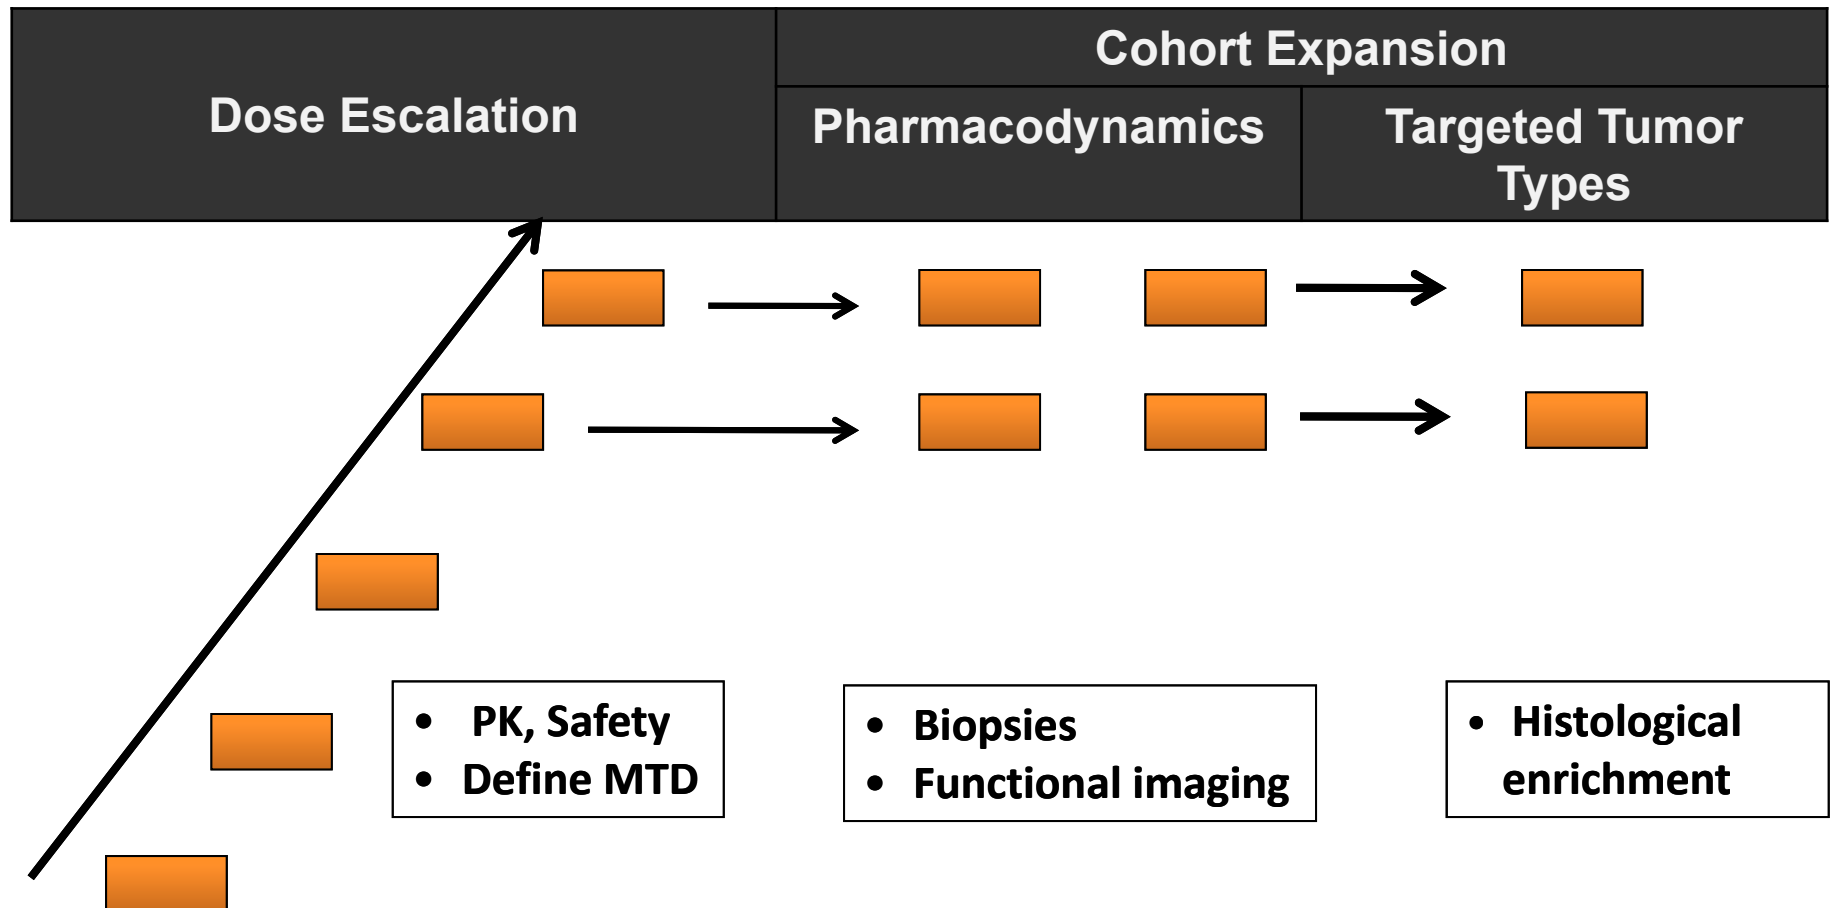 Dose Escalation
Cohort Expansion
Pharmacodynamics
Targeted Tumor
Types
• PK, Safety
• Define MTD
• Biopsies
• Functional imaging
• Histological
enrichment